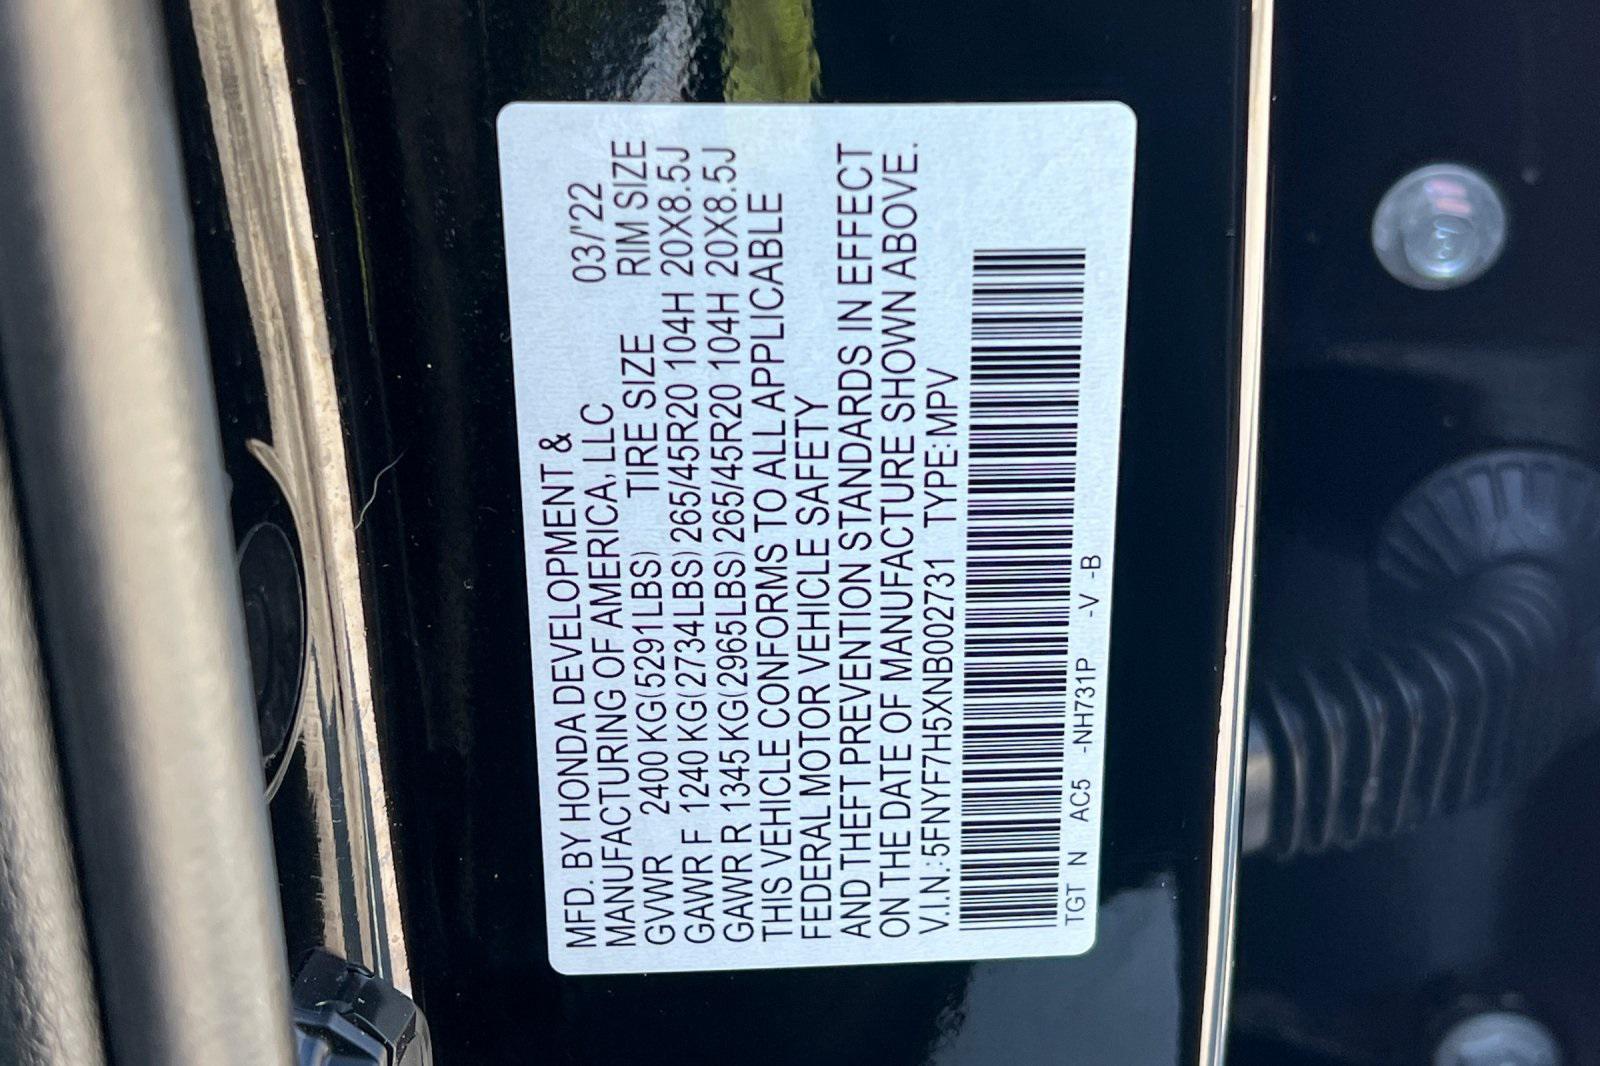 MFD. BY HONDA DEVELOPMENT & 03/'22
MANUFACTURING OF AMERICA, LLC
GVWR 2400 KG (5291LBS) TIRE SIZE RIM SIZE
GAWR F 1240 KG (2734LBS) 265/45R20 104H 20X8.5J
GAWR R 1345 KG (2965LBS) 265/45R20 104H 20X8.5J
THIS VEHICLE CONFORMS TO ALL APPLICABLE
FEDERAL MOTOR VEHICLE SAFETY
AND THEFT PREVENTION STANDARDS IN EFFECT
ON THE DATE OF MANUFACTURE SHOWN ABOVE.
V.I.N.: 5FNYF7H5XNB002731 TYPE: MPV
TGT N AC5 -NH731P -V -B